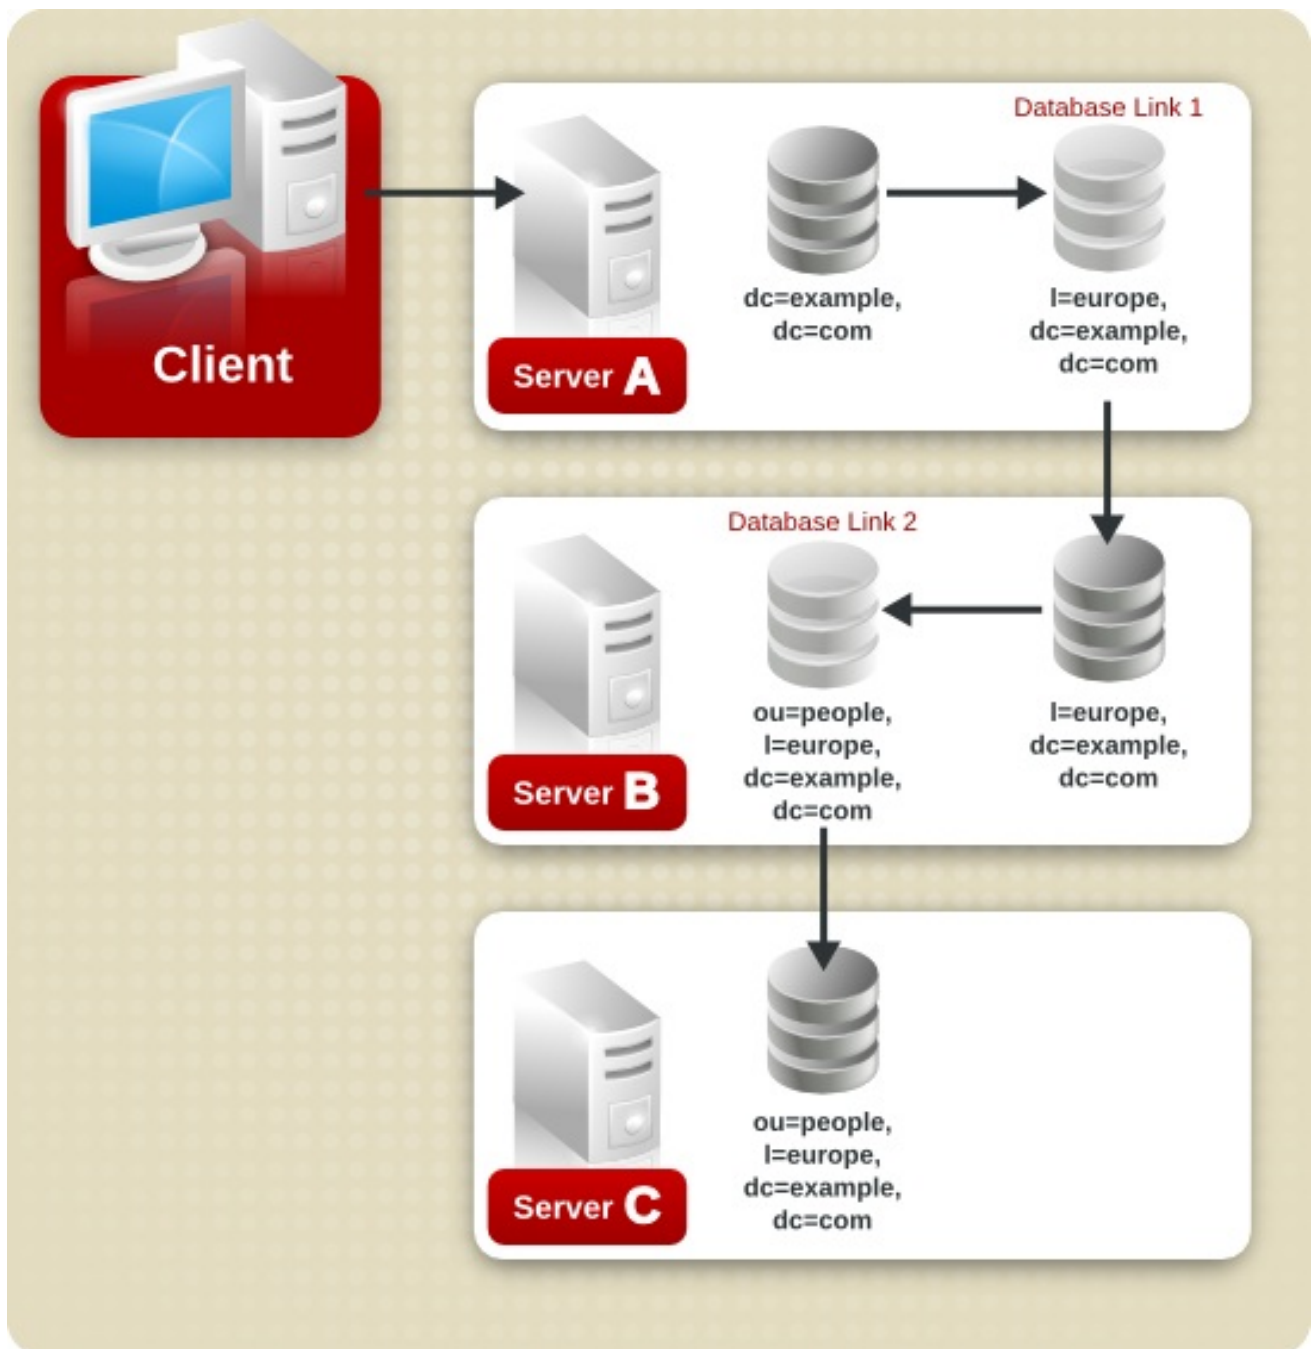 Client
Database Link 1
dc=example,
dc=com
l=europe,
dc=example,
dc=com
Server A
Database Link 2
ou=people,
l=europe,
dc=example,
dc=com
l=europe,
dc=example,
dc=com
Server B
ou=people,
l=europe,
dc=example,
dc=com
Server C